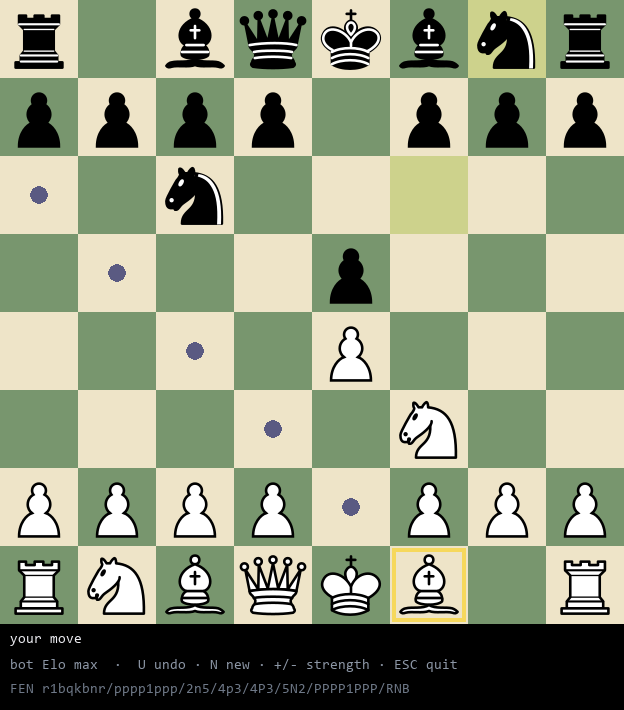 your move
bot Elo max · U undo · N new · +/- strength · ESC quit
FEN r1bqkbnr/pppp1ppp/2n5/4p3/4P3/5N2/PPPP1PPP/RNB